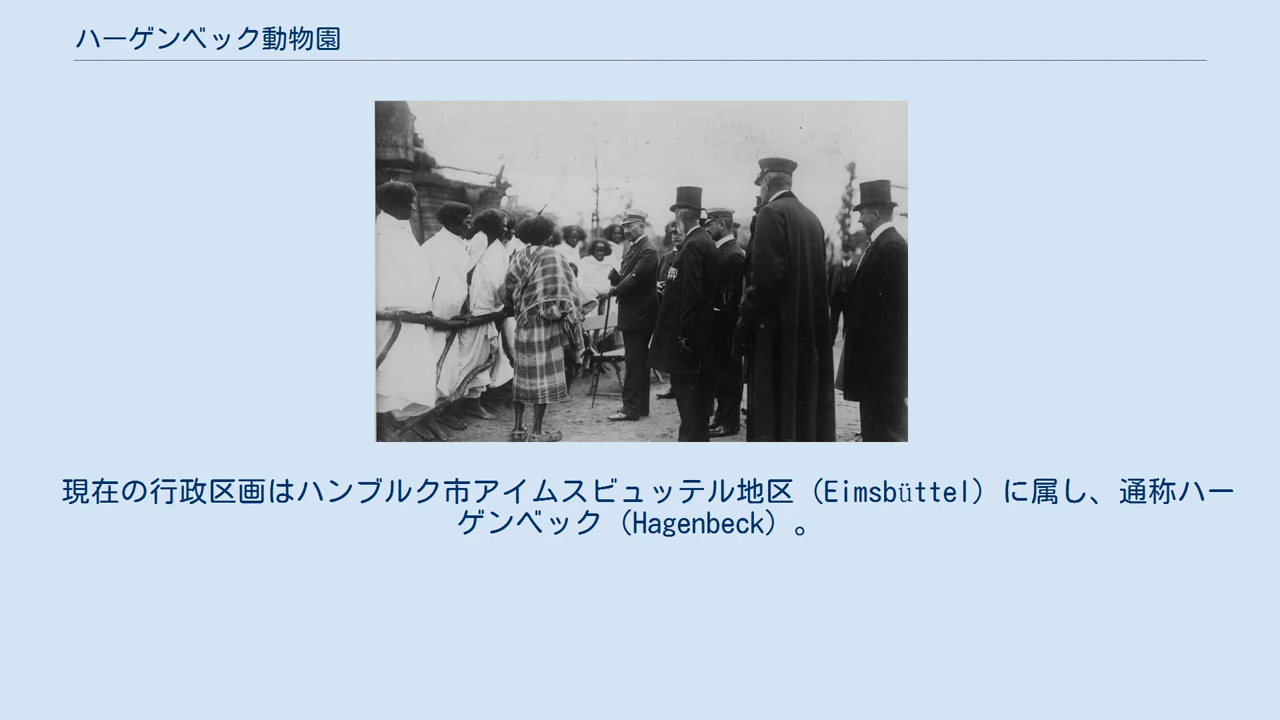 ハーゲンベック動物園
現在の行政区画はハンブルク市アイムスビュッテル地区（Eimsbüttel）に属し、通称ハー
ゲンベック（Hagenbeck）。